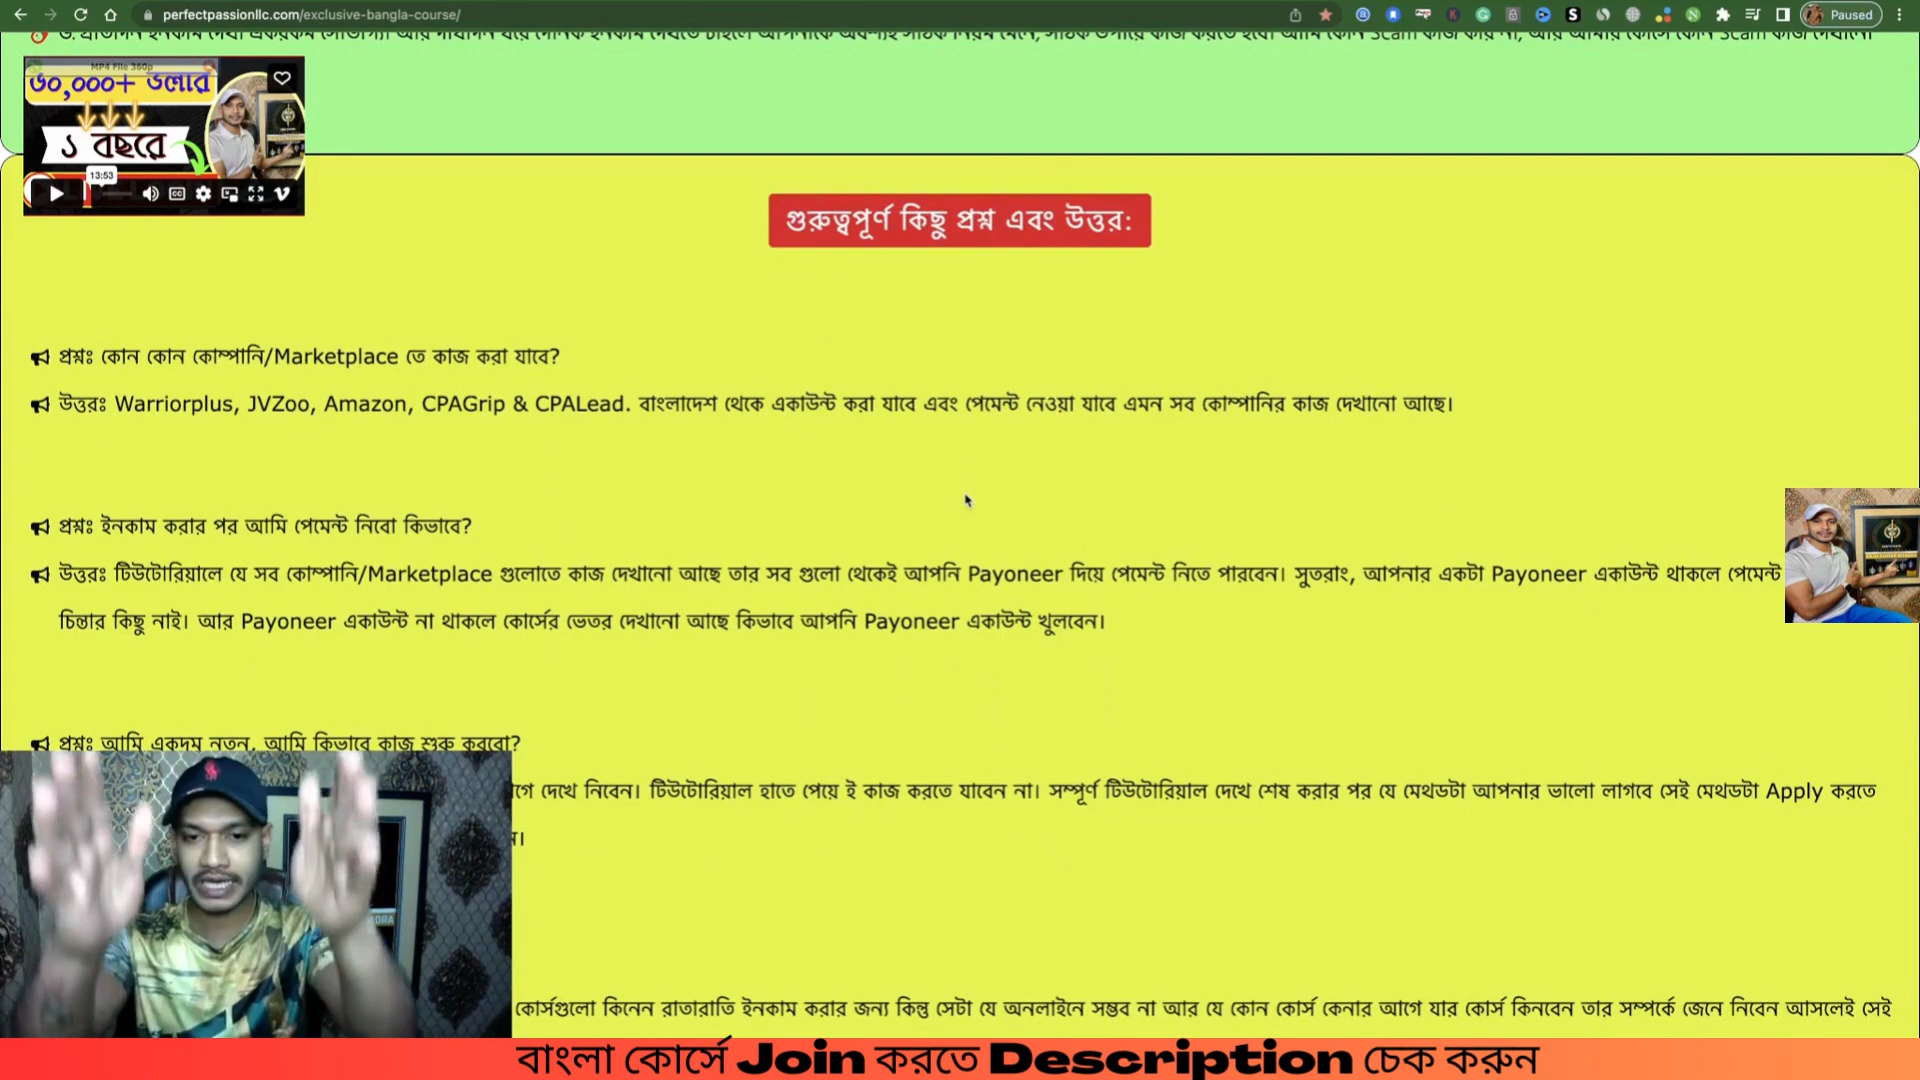 perfectpassionllc.com/exclusive-bangla-course/
Paused
MP4 File 360p
৬০,০০০+ ডলার
১ বছরে
13:53
গুরুত্বপূর্ণ কিছু প্রশ্ন এবং উত্তর:
প্রশ্নঃ কোন কোন কোম্পানি/Marketplace তে কাজ করা যাবে?
উত্তরঃ Warriorplus, JVZoo, Amazon, CPAGrip & CPALead. বাংলাদেশ থেকে একাউন্ট করা যাবে এবং পেমেন্ট নেওয়া যাবে এমন সব কোম্পানির কাজ দেখানো আছে।
প্রশ্নঃ ইনকাম করার পর আমি পেমেন্ট নিবো কিভাবে?
উত্তরঃ টিউটোরিয়ালে যে সব কোম্পানি/Marketplace গুলোতে কাজ দেখানো আছে তার সব গুলো থেকেই আপনি Payoneer দিয়ে পেমেন্ট নিতে পারবেন। সুতরাং, আপনার একটা Payoneer একাউন্ট থাকলে পেমেন্ট
চিন্তার কিছু নাই। আর Payoneer একাউন্ট না থাকলে কোর্সের ভেতর দেখানো আছে কিভাবে আপনি Payoneer একাউন্ট খুলবেন।
প্রশ্নঃ আমি একদম নতুন, আমি কিভাবে কাজ শুরু করবো?
দেখে নিবেন। টিউটোরিয়াল হাতে পেয়ে ই কাজ করতে যাবেন না। সম্পূর্ণ টিউটোরিয়াল দেখে শেষ করার পর যে মেথডটা আপনার ভালো লাগবে সেই মেথডটা Apply করতে
কোর্সগুলো কিনেন রাতারাতি ইনকাম করার জন্য কিন্তু সেটা যে অনলাইনে সম্ভব না আর যে কোন কোর্স কেনার আগে যার কোর্স কিনবেন তার সম্পর্কে জেনে নিবেন আসলেই সেই
বাংলা কোর্সে Join করতে Description চেক করুন